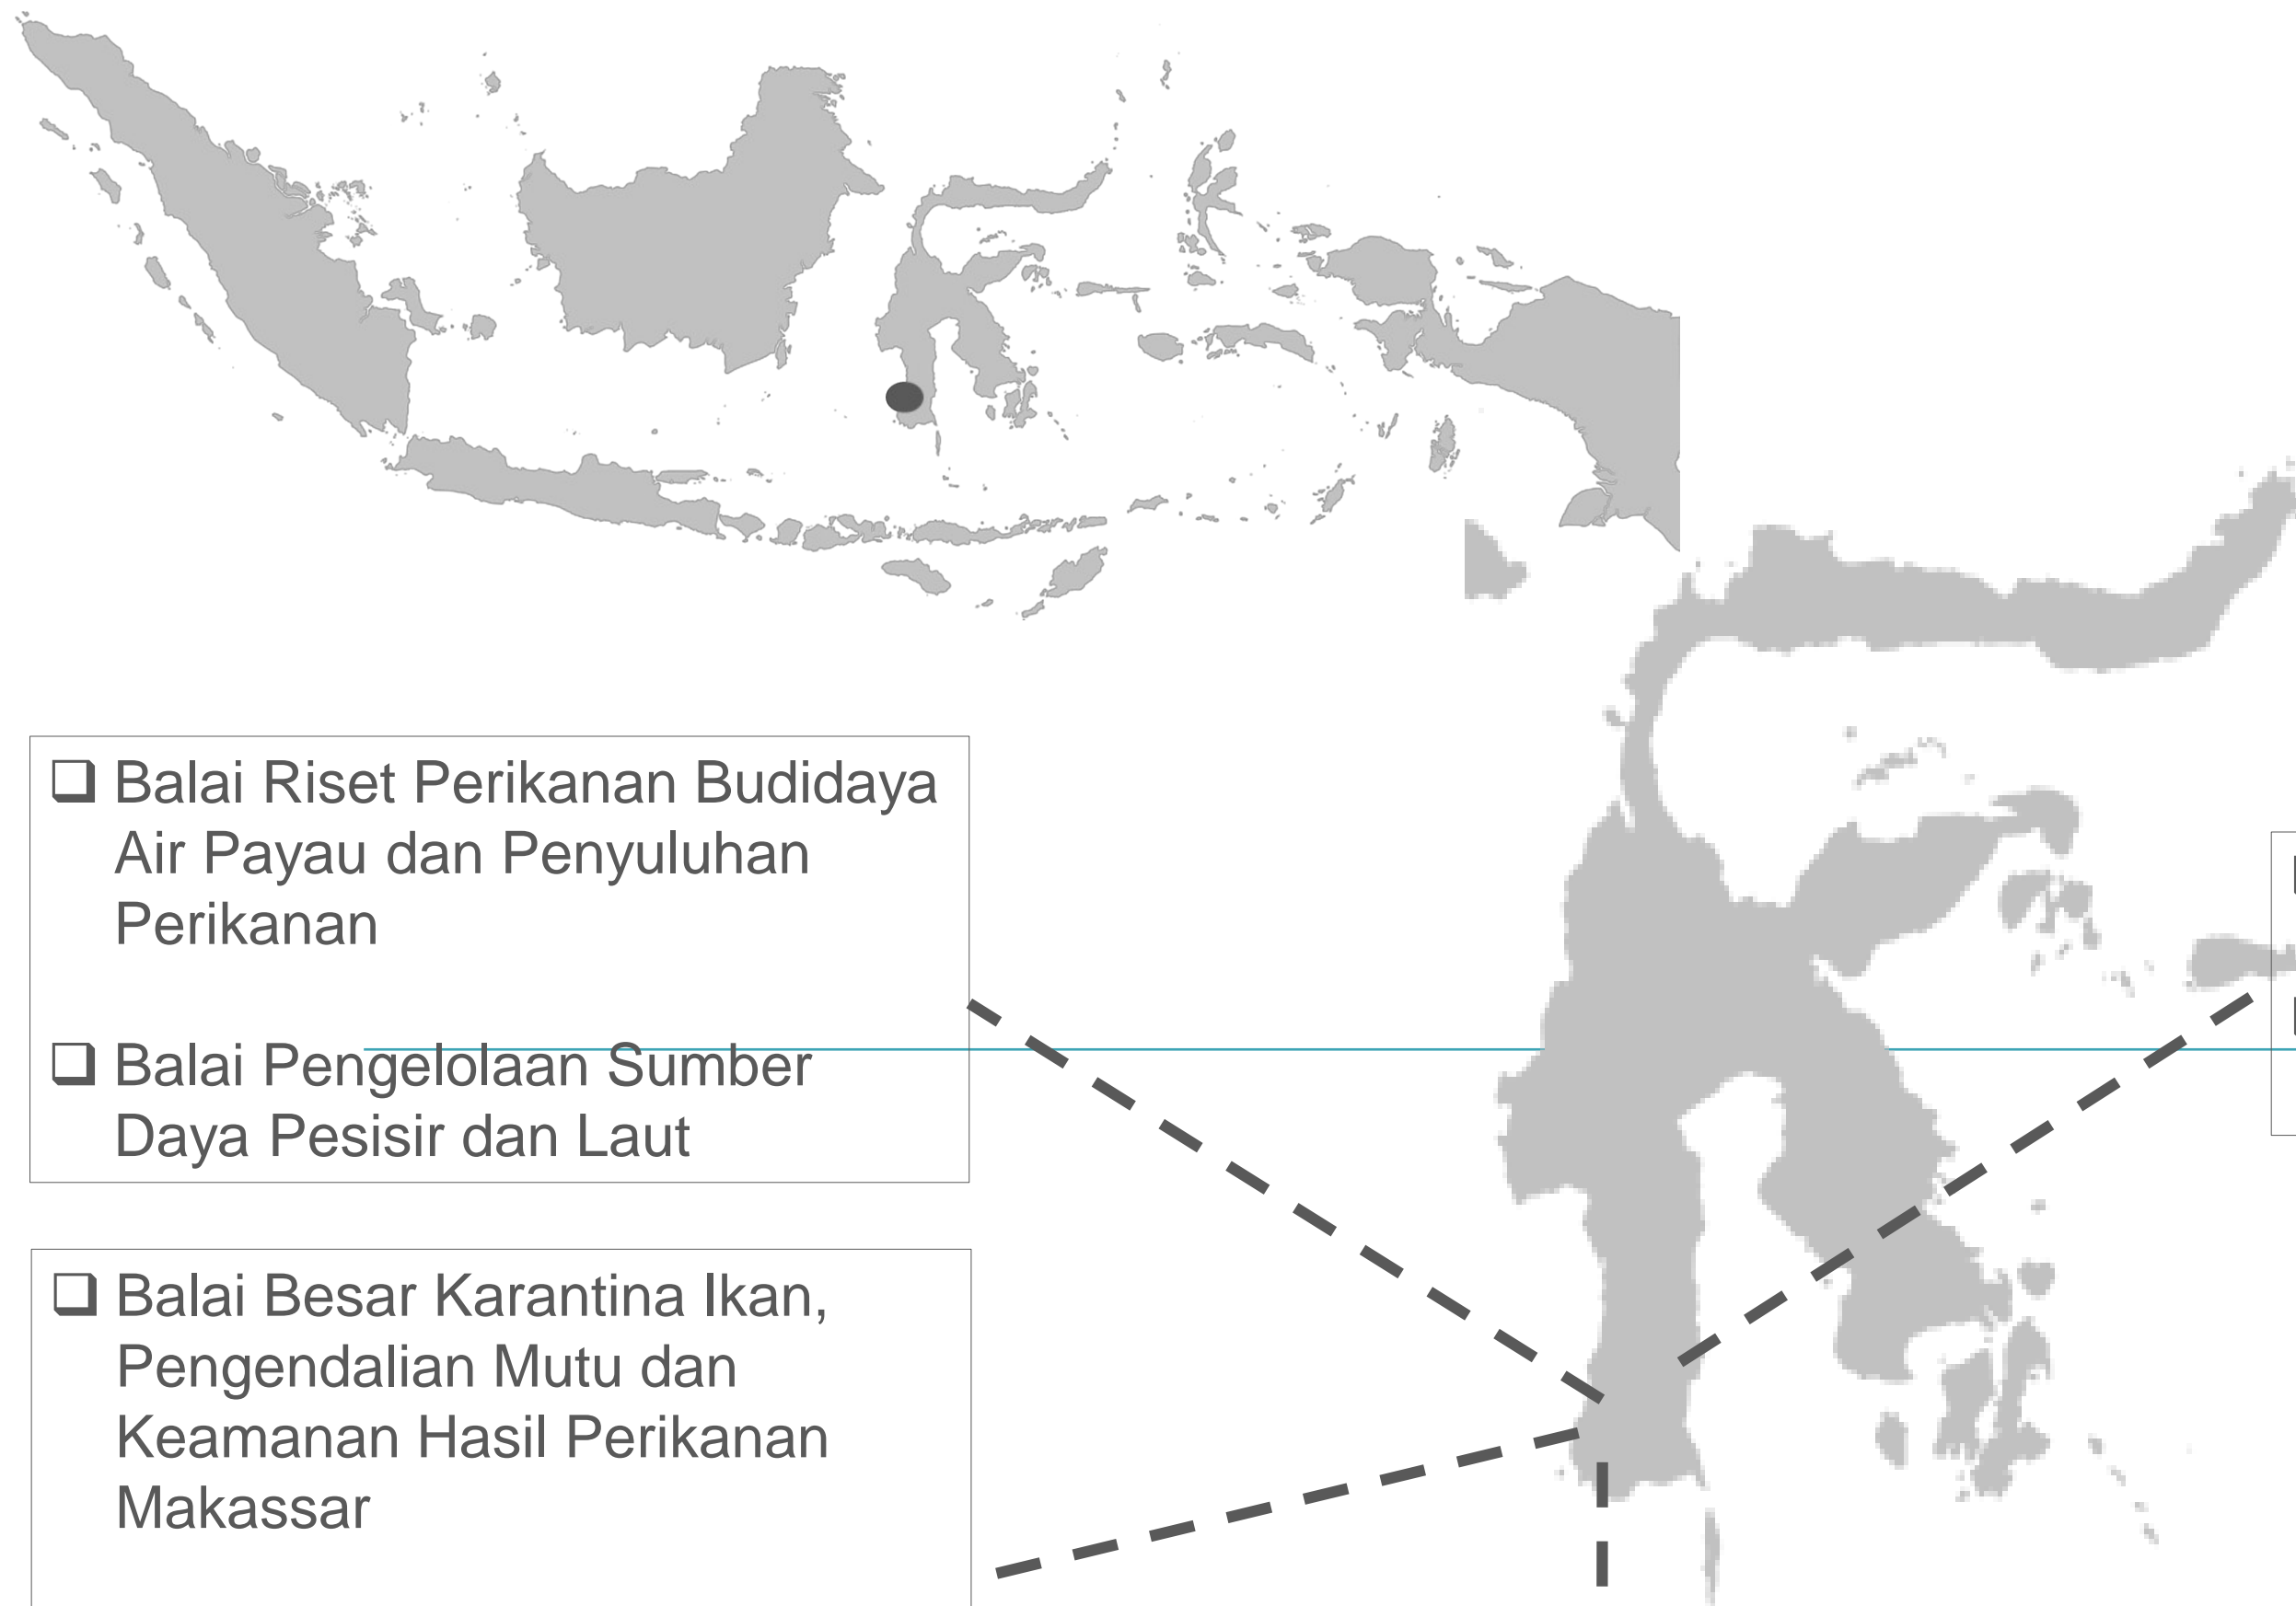 Balai Riset Perikanan Budidaya
Air Payau dan Penyuluhan
Perikanan
Balai Pengelolaan Sumber
Daya Pesisir dan Laut
Balai Besar Karantina Ikan,
Pengendalian Mutu dan
Keamanan Hasil Perikanan
Makassar